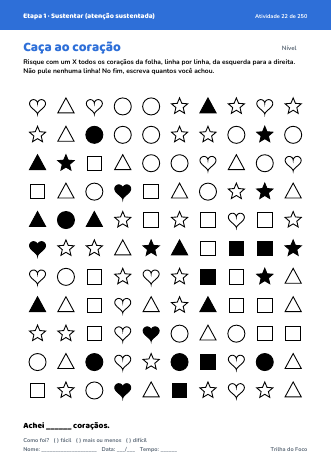 Etapa 1 · Sustentar (atenção sustentada)
Atividade 22 de 250
Caça ao coração
Nível
Risque com um X todos os corações da folha, linha por linha, da esquerda para a direita.
Não pule nenhuma linha! No fim, escreva quantos você achou.
Achei ______ corações.
Como foi? ( ) fácil ( ) mais ou menos ( ) difícil
Nome: ____________________ Data: ___/___ Tempo: ______
Trilha do Foco